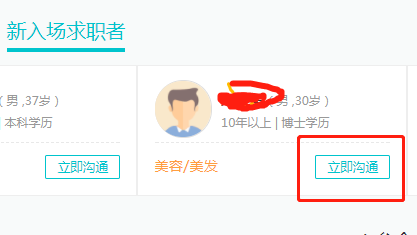 新入场求职者
（男 ,37岁）
（男 ,30岁）
| 本科学历
10年以上 | 博士学历
美容/美发
立即沟通
立即沟通